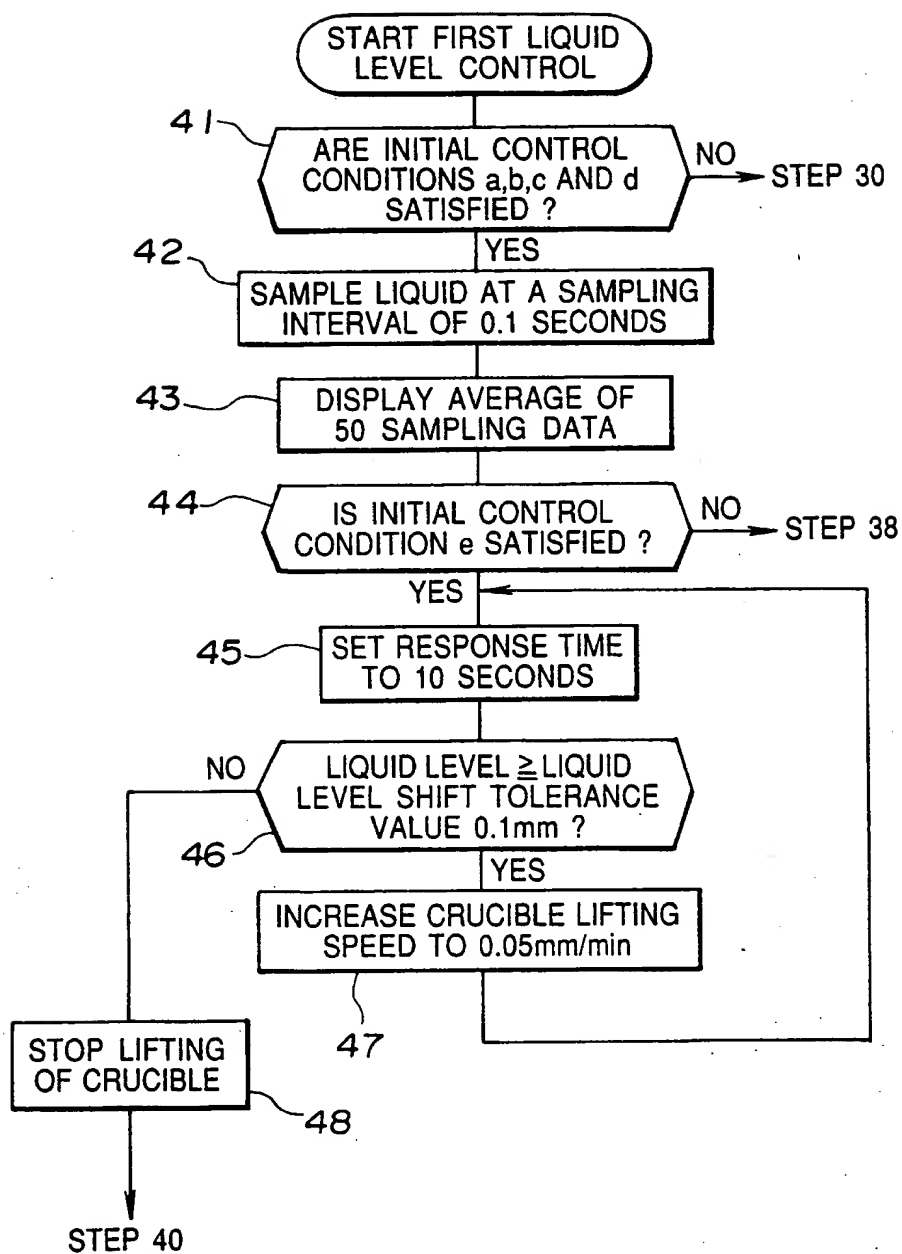 START FIRST LIQUID
LEVEL CONTROL
41
ARE INITIAL CONTROL
CONDITIONS a,b,c AND d
SATISFIED ?
NO
STEP 30
YES
42
SAMPLE LIQUID AT A SAMPLING
INTERVAL OF 0.1 SECONDS
43
DISPLAY AVERAGE OF
50 SAMPLING DATA
44
IS INITIAL CONTROL
CONDITION e SATISFIED ?
NO
STEP 38
YES
45
SET RESPONSE TIME
TO 10 SECONDS
NO
LIQUID LEVEL ≧ LIQUID
LEVEL SHIFT TOLERANCE
VALUE 0.1mm ?
46
YES
INCREASE CRUCIBLE LIFTING
SPEED TO 0.05mm/min
47
STOP LIFTING
OF CRUCIBLE
48
STEP 40